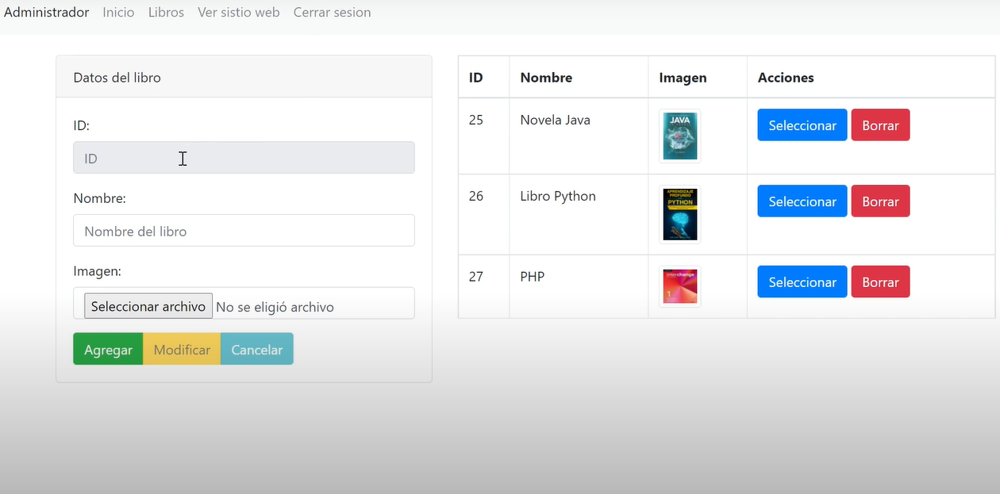 Administrador Inicio Libros Ver sistio web Cerrar sesion
Datos del libro
ID:
ID
Nombre:
Nombre del libro
Imagen:
Seleccionar archivo No se eligió archivo
Agregar Modificar Cancelar
ID Nombre Imagen Acciones
25 Novela Java JAVA Seleccionar Borrar
26 Libro Python APRENDIZAJE PROFUNDO PYTHON Seleccionar Borrar
27 PHP interchange 1 Seleccionar Borrar